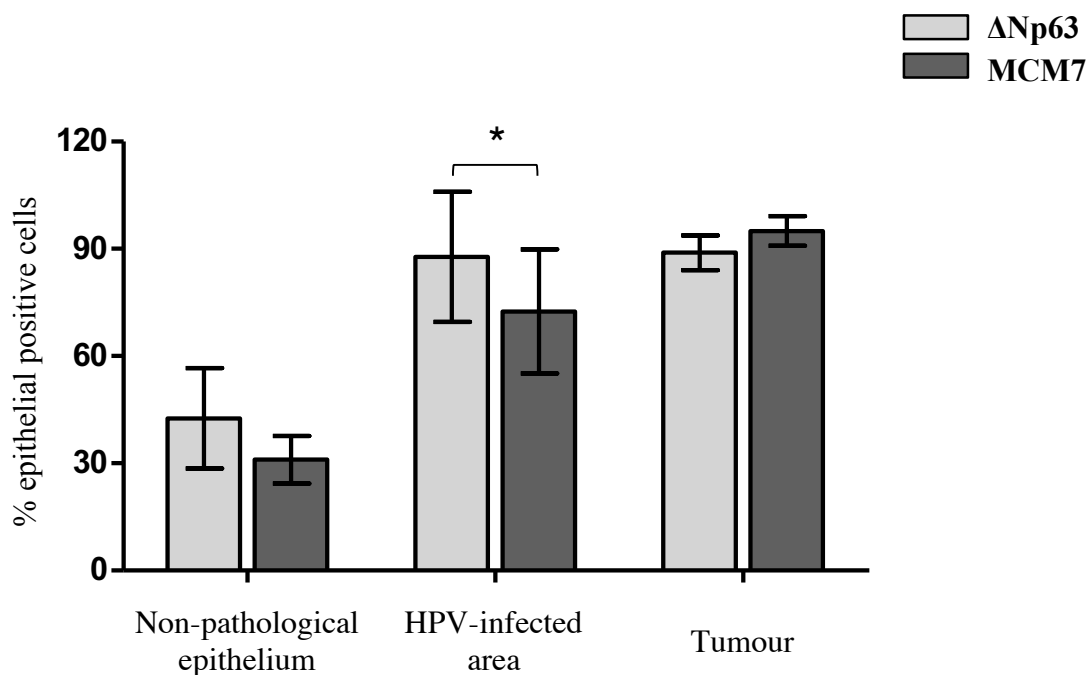 ΔNp63
MCM7
*
120
90
60
30
0
% epithelial positive cells
Non-pathological
epithelium
HPV-infected
area
Tumour